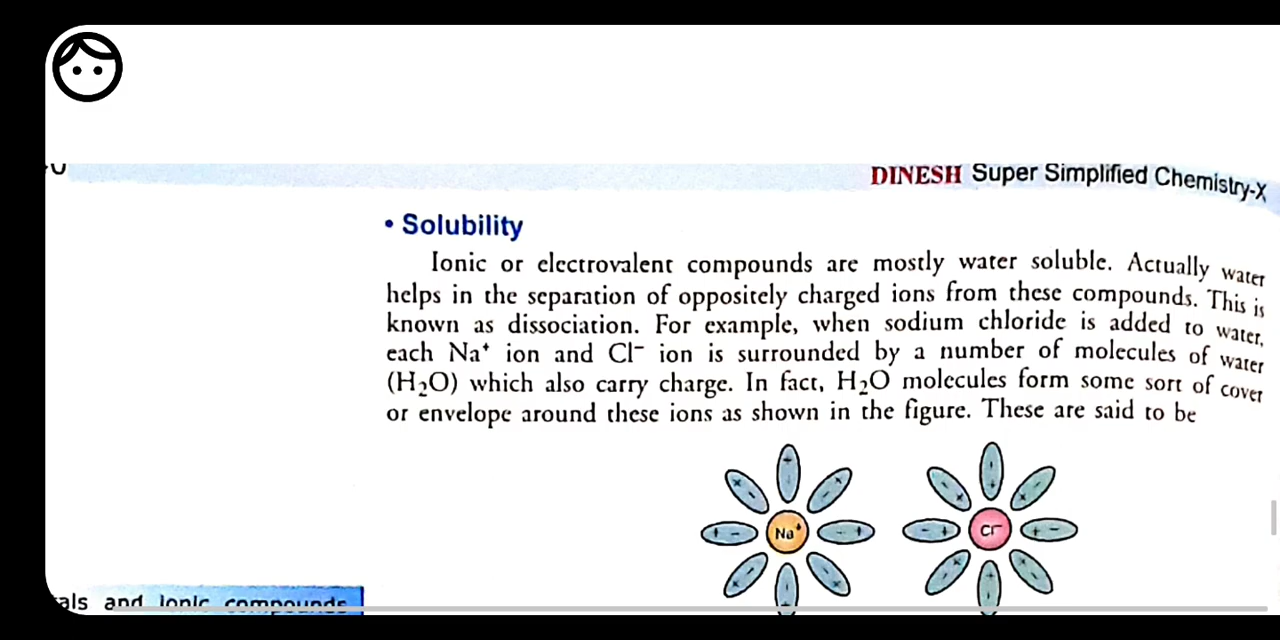 DINESH Super Simplified Chemistry-X
• Solubility
Ionic or electrovalent compounds are mostly water soluble. Actually water
helps in the separation of oppositely charged ions from these compounds. This is
known as dissociation. For example, when sodium chloride is added to water,
each Na⁺ ion and Cl⁻ ion is surrounded by a number of molecules of water
(H₂O) which also carry charge. In fact, H₂O molecules form some sort of cover
or envelope around these ions as shown in the figure. These are said to be
Na⁺ Cl⁻
and ionic compounds